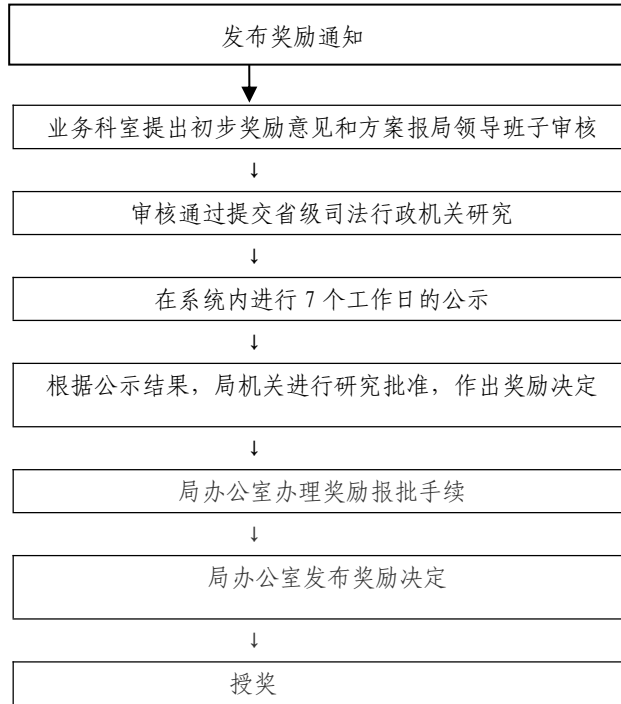 发布奖励通知
业务科室提出初步奖励意见和方案报局领导班子审核
↓
审核通过提交省级司法行政机关研究
↓
在系统内进行 7 个工作日的公示
↓
根据公示结果，局机关进行研究批准，作出奖励决定
↓
局办公室办理奖励报批手续
↓
局办公室发布奖励决定
↓
授奖